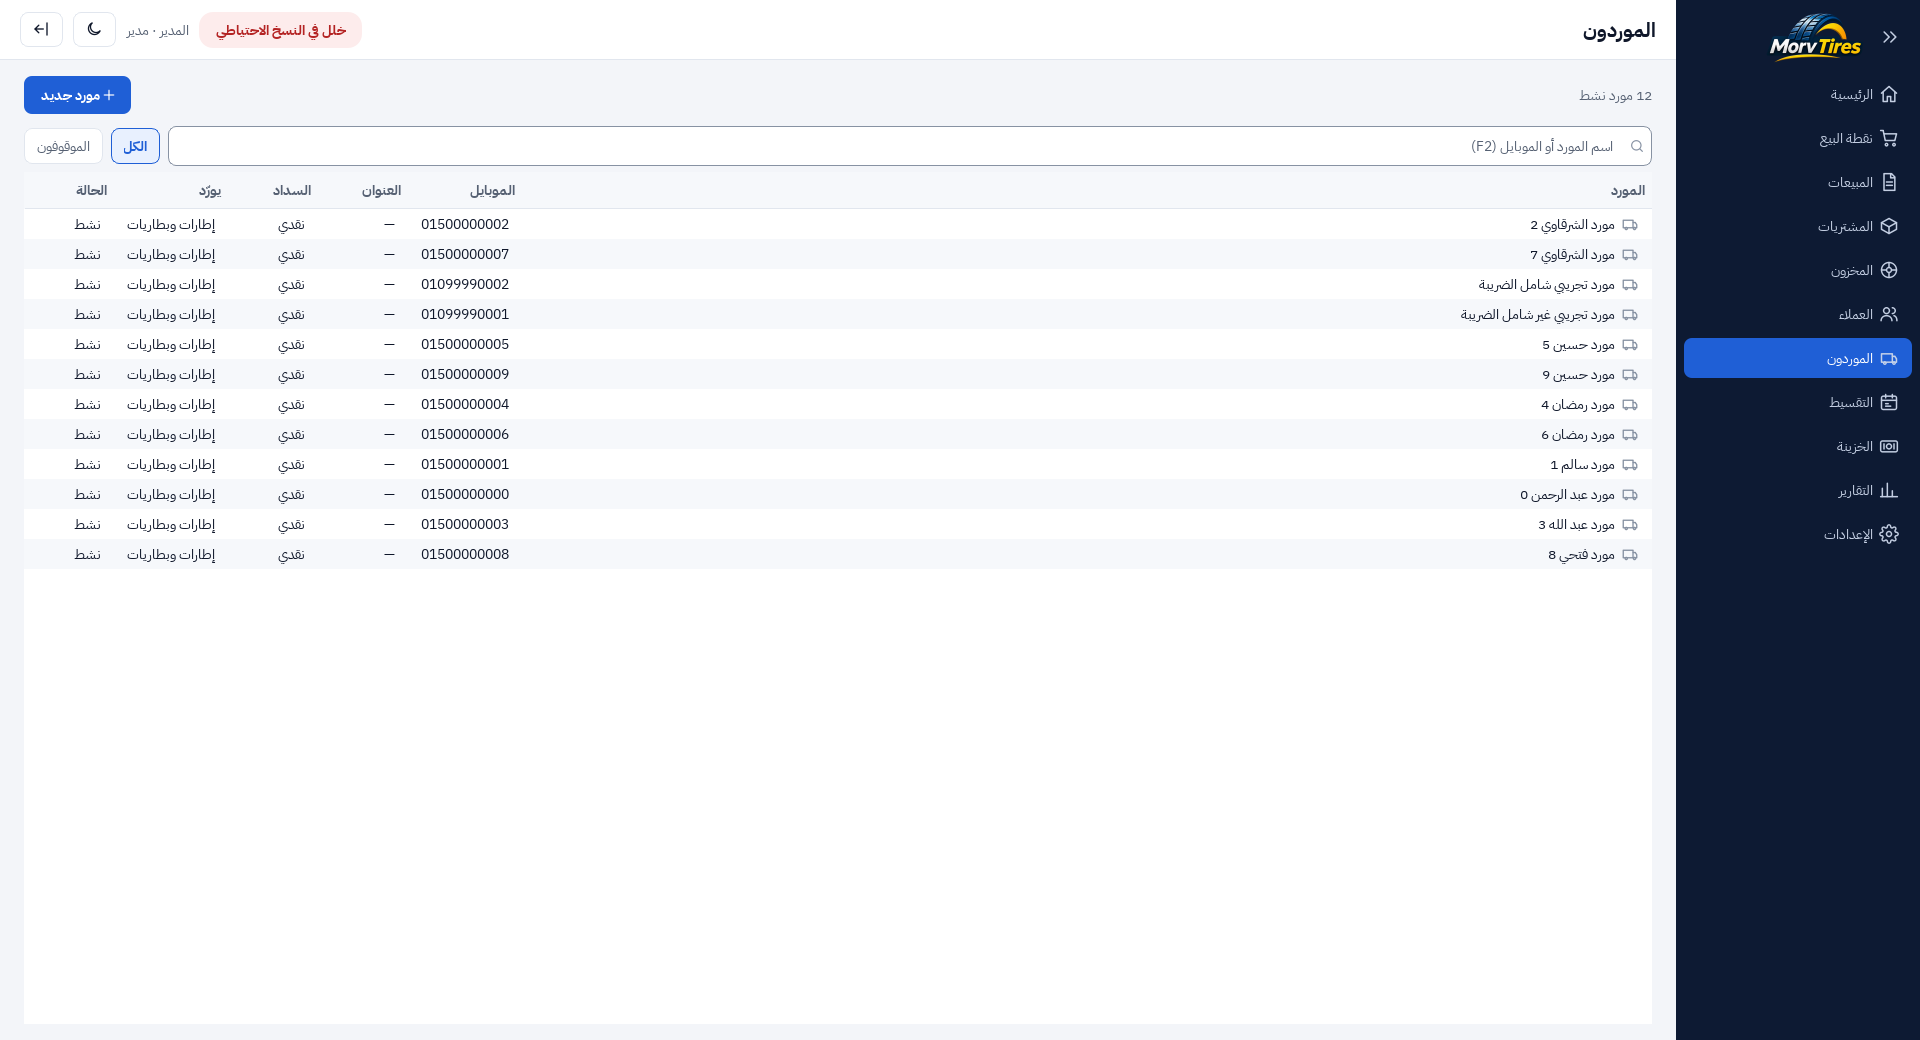 MorvTires
الرئيسية
نقطة البيع
المبيعات
المشتريات
المخزون
العملاء
الموردون
التقسيط
الخزينة
التقارير
الإعدادات
الموردون
خلل في النسخ الاحتياطي
المدير · مدير
12 مورد نشط
مورد جديد
اسم المورد أو الموبايل (F2)
الكل
الموقوفون
المورد الموبايل العنوان السداد يورّد الحالة
مورد الشرقاوي 2 01500000002 — نقدي إطارات وبطاريات نشط
مورد الشرقاوي 7 01500000007 — نقدي إطارات وبطاريات نشط
مورد تجريبي شامل الضريبة 01099990002 — نقدي إطارات وبطاريات نشط
مورد تجريبي غير شامل الضريبة 01099990001 — نقدي إطارات وبطاريات نشط
مورد حسين 5 01500000005 — نقدي إطارات وبطاريات نشط
مورد حسين 9 01500000009 — نقدي إطارات وبطاريات نشط
مورد رمضان 4 01500000004 — نقدي إطارات وبطاريات نشط
مورد رمضان 6 01500000006 — نقدي إطارات وبطاريات نشط
مورد سالم 1 01500000001 — نقدي إطارات وبطاريات نشط
مورد عبد الرحمن 0 01500000000 — نقدي إطارات وبطاريات نشط
مورد عبد الله 3 01500000003 — نقدي إطارات وبطاريات نشط
مورد فتحي 8 01500000008 — نقدي إطارات وبطاريات نشط